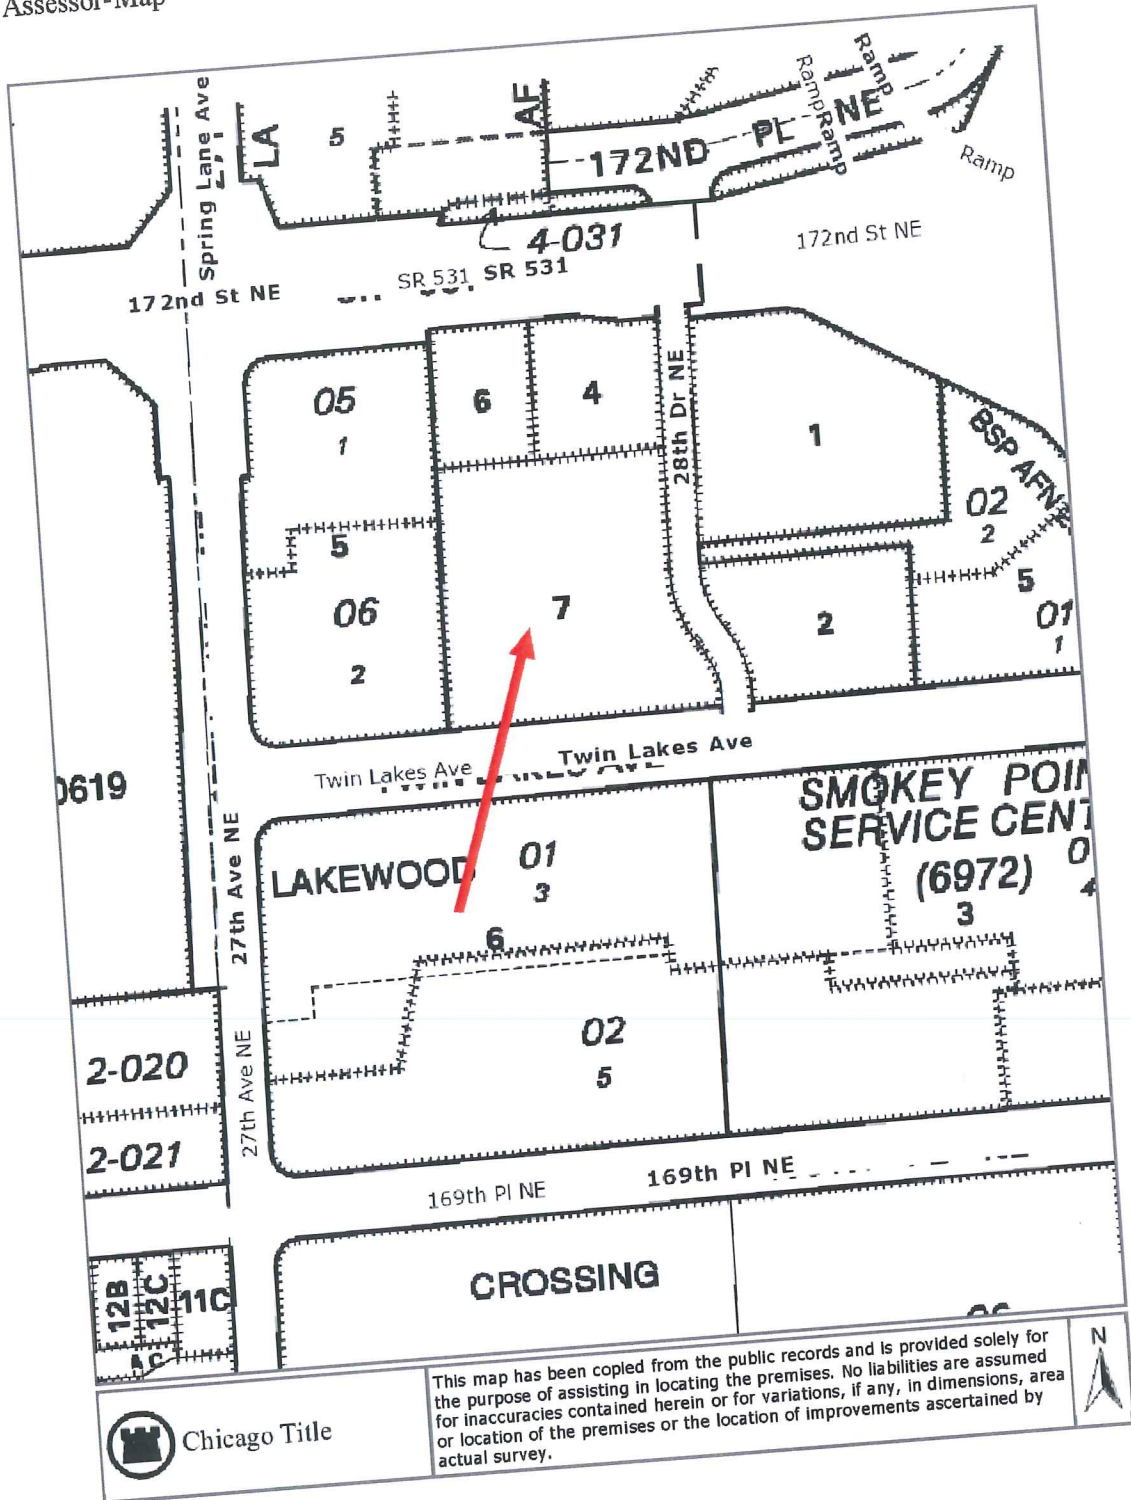 Assessor-Map
Spring Lane Ave
LA
5
AF
172ND PL NE
Ramp
Ramp
Ramp
Ramp
4-031
172nd St NE
SR 531
SR 531
172nd St NE
05
1
6
4
28th Dr NE
1
BSP AFN
02
2
5
06
2
7
2
5
01
1
Twin Lakes Ave
Twin Lakes Ave
0619
27th Ave NE
LAKEWOOD
01
3
6
SMOKEY POIN
SERVICE CENT
(6972)
3
0
4
02
5
27th Ave NE
2-020
2-021
169th Pl NE
169th Pl NE
12B
12C
11C
CROSSING
Chicago Title
This map has been copied from the public records and is provided solely for
the purpose of assisting in locating the premises. No liabilities are assumed
for inaccuracies contained herein or for variations, if any, in dimensions, area
or location of the premises or the location of improvements ascertained by
actual survey.
N